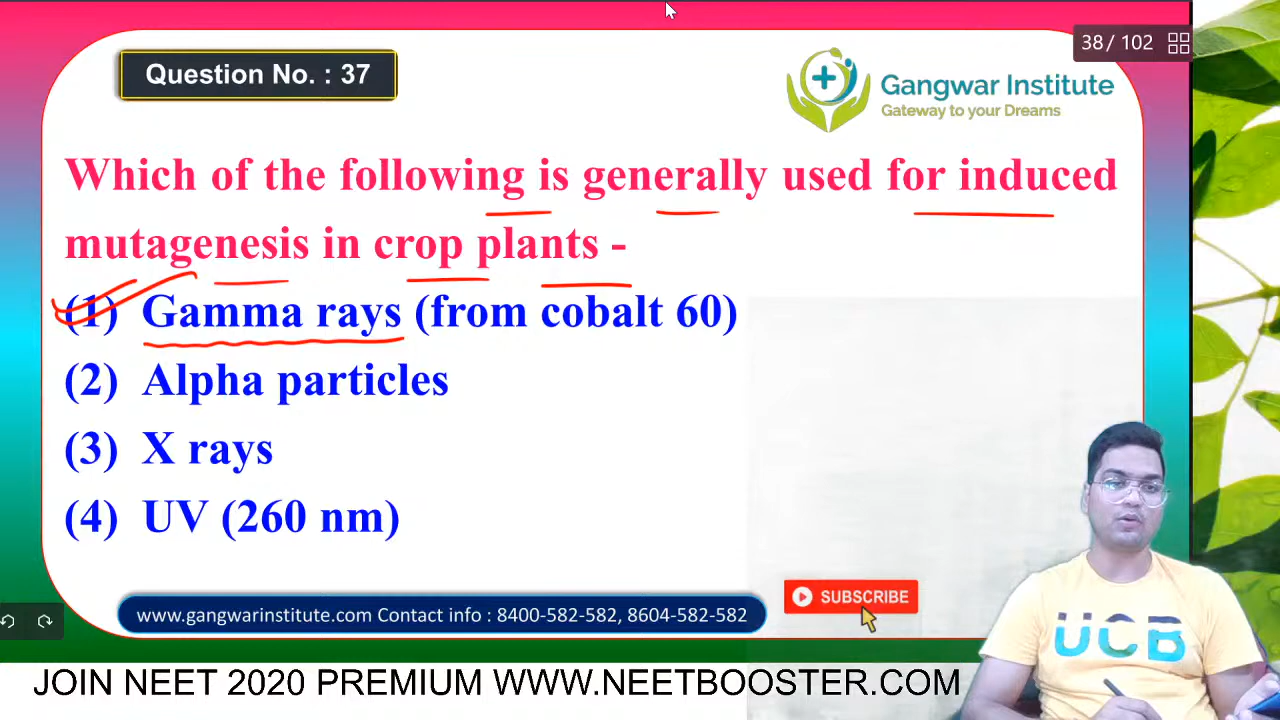 38 / 102
Question No. : 37
Gangwar Institute
Gateway to your Dreams
Which of the following is generally used for induced
mutagenesis in crop plants -
(1) Gamma rays (from cobalt 60)
(2) Alpha particles
(3) X rays
(4) UV (260 nm)
UCB
SUBSCRIBE
www.gangwarinstitute.com Contact info : 8400-582-582, 8604-582-582
JOIN NEET 2020 PREMIUM WWW.NEETBOOSTER.COM